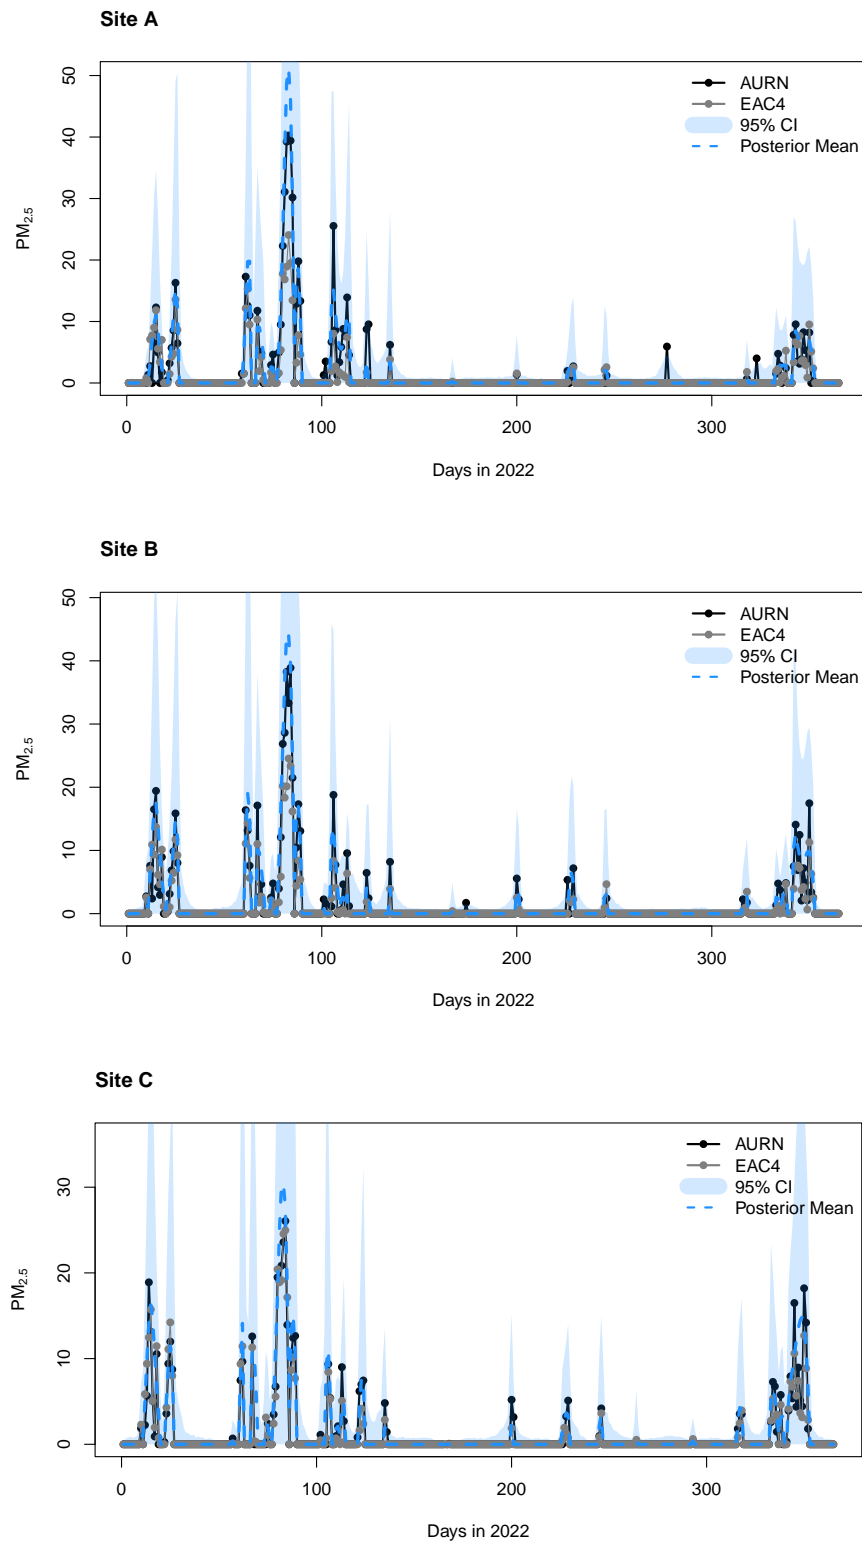 Site A
50
40
30
20
10
0
PM2.5
AURN
EAC4
95% CI
Posterior Mean
0 100 200 300
Days in 2022
Site B
50
40
30
20
10
0
PM2.5
AURN
EAC4
95% CI
Posterior Mean
0 100 200 300
Days in 2022
Site C
30
20
10
0
PM2.5
AURN
EAC4
95% CI
Posterior Mean
0 100 200 300
Days in 2022